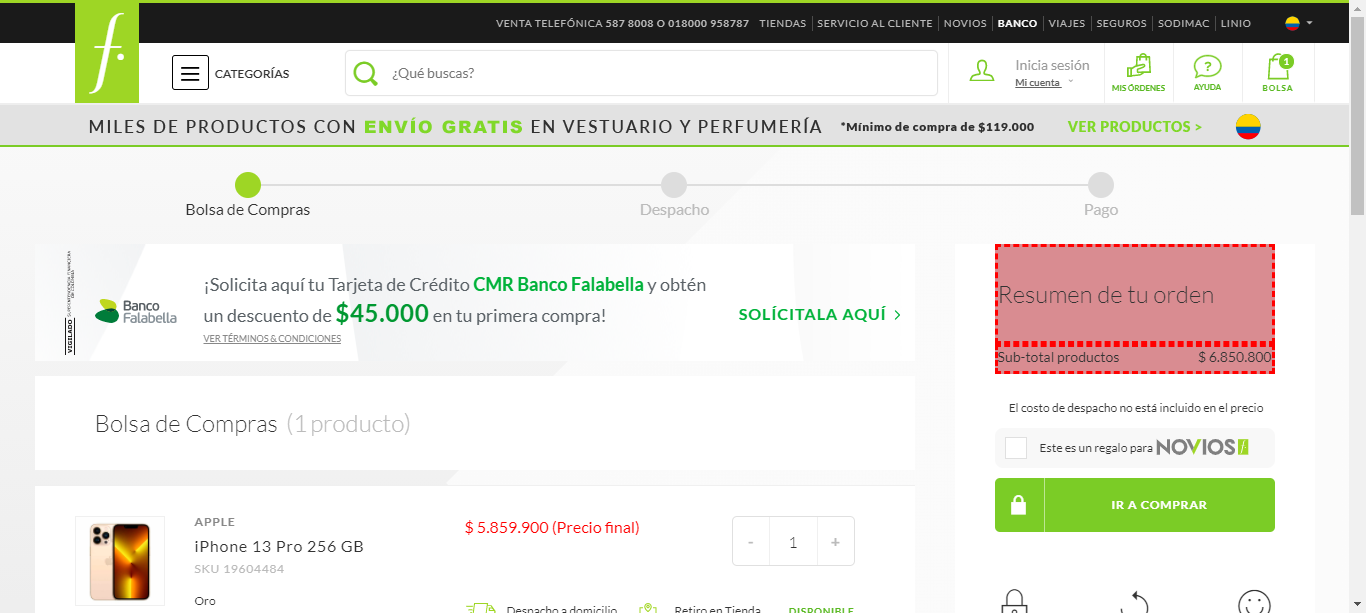 VENTA TELEFÓNICA 587 8008 O 018000 958787 TIENDAS SERVICIO AL CLIENTE NOVIOS BANCO VIAJES SEGUROS SODIMAC LINIO
f.
CATEGORÍAS
¿Qué buscas?
Inicia sesión
Mi cuenta
MIS ÓRDENES
AYUDA
1
BOLSA
MILES DE PRODUCTOS CON ENVÍO GRATIS EN VESTUARIO Y PERFUMERÍA *Mínimo de compra de $119.000 VER PRODUCTOS >
Bolsa de Compras
Despacho
Pago
VIGILADO
Banco
Falabella
¡Solicita aquí tu Tarjeta de Crédito CMR Banco Falabella y obtén
un descuento de $45.000 en tu primera compra!
VER TÉRMINOS & CONDICIONES
SOLÍCITALA AQUÍ >
Bolsa de Compras (1 producto)
APPLE
iPhone 13 Pro 256 GB
SKU 19604484
Oro
$ 5.859.900 (Precio final)
- 1 +
Despacho a domicilio
Retiro en Tienda
DISPONIBLE
Resumen de tu orden
Sub-total productos $ 6.850.800
El costo de despacho no está incluido en el precio
Este es un regalo para NOVIOS f
IR A COMPRAR